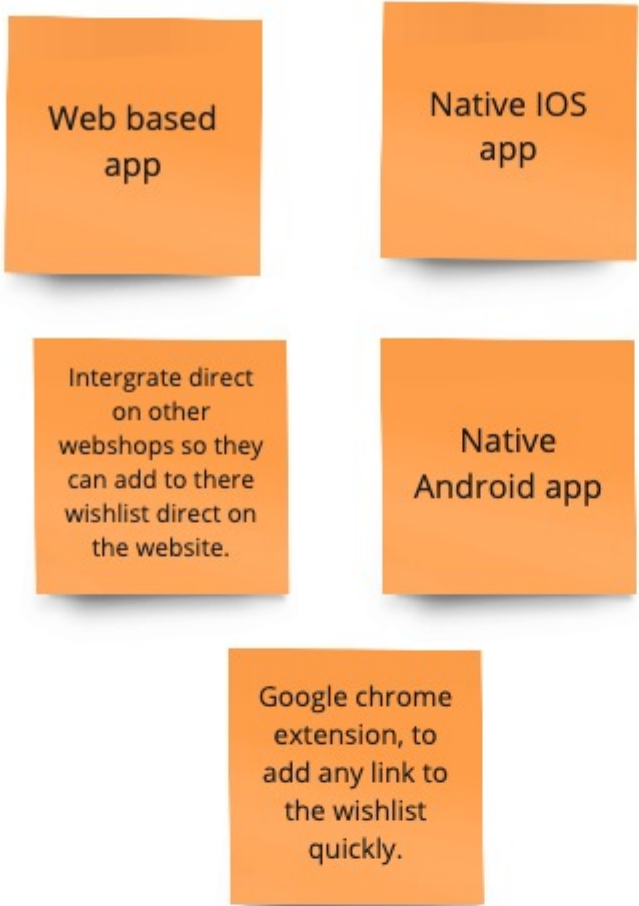 Web based
app
Native IOS
app
Intergrate direct
on other
webshops so they
can add to there
wishlist direct on
the website.
Native
Android app
Google chrome
extension, to
add any link to
the wishlist
quickly.